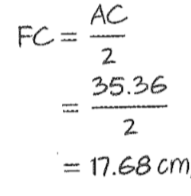 FC = AC/2
= 35.36/2
= 17.68 cm